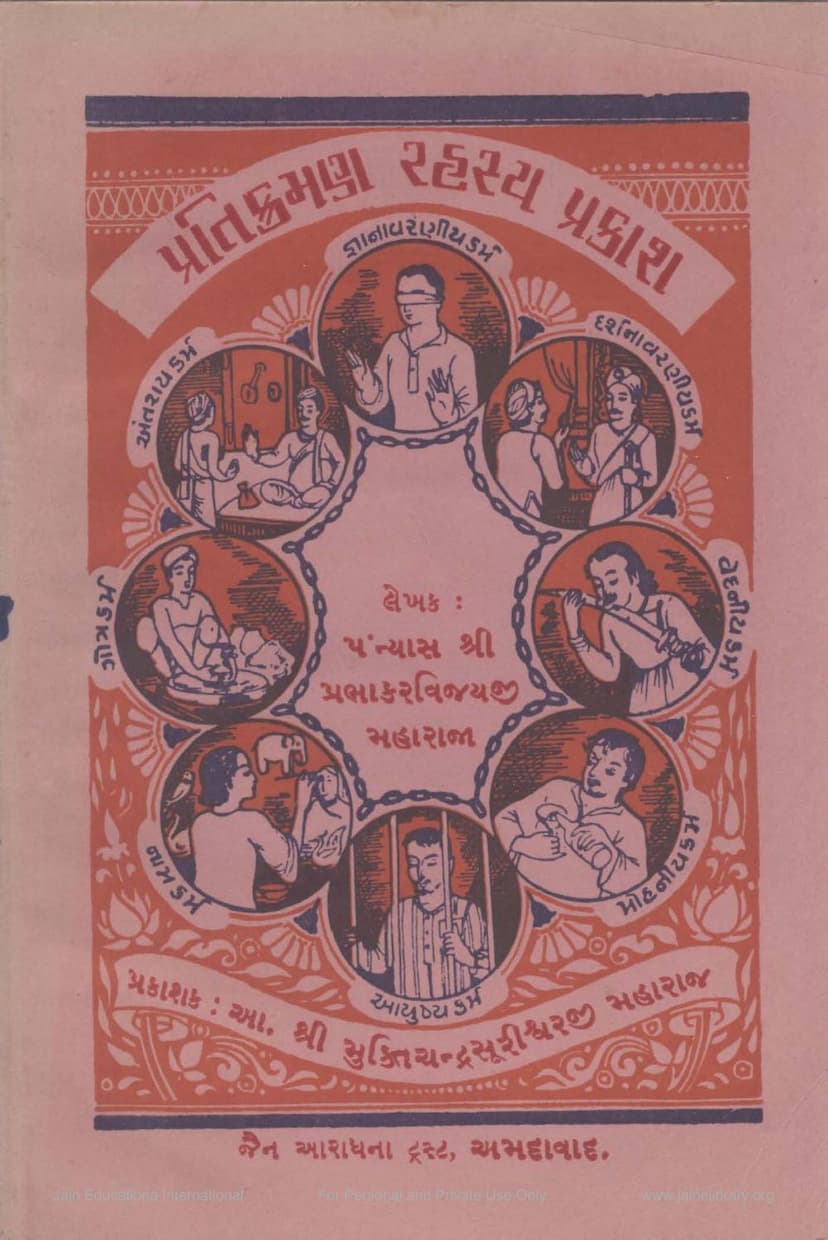 પ્રતિક્રમણ રહસ્ય પ્રકાશ
જ્ઞાનાવરણીયકર્મ
દર્શનાવરણીયકર્મ
અંતરાયકર્મ
વેદનીયકર્મ
ગોત્રકર્મ
લેખક :
પંન્યાસ શ્રી
પ્રભાકરવિજયજી
મહારાજા
નામકર્મ
મોહનીયકર્મ
આયુષ્યકર્મ
પ્રકાશક : આ. શ્રી મુક્તિચન્દ્રસૂરીશ્વરજી મહારાજ
જૈન આરાધના ટ્રસ્ટ, અમદાવાદ.
Jain Educationa International For Personal and Private Use Only www.jainelibrary.org